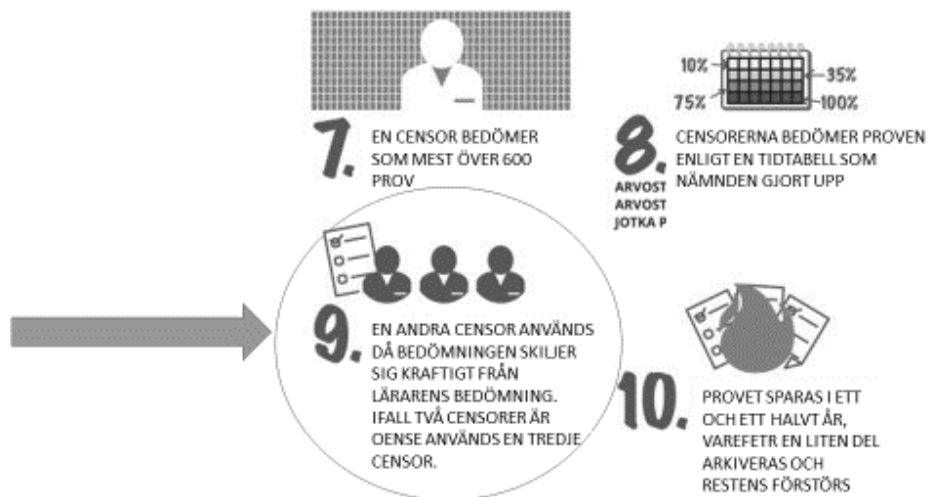 7.
EN CENSOR BEDÖMER
SOM MEST ÖVER 600
PROV
10%
35%
75%
100%
8.
CENSORERNA BEDÖMER PROVEN
ENLIGT EN TIDTABELL SOM
NÄMNDEN GJORT UPP
ARVOST
ARVOST
JOTKA P
9.
EN ANDRA CENSOR ANVÄNDS
DÅ BEDÖMNINGEN SKILJER
SIG KRAFTIGT FRÅN
LÄRARENS BEDÖMNING.
IFALL TVÅ CENSORER ÄR
OENSE ANVÄNDS EN TREDJE
CENSOR.
10.
PROVET SPARAS I ETT
OCH ETT HALVT ÅR,
VAREFETR EN LITEN DEL
ARKIVERAS OCH
RESTENS FÖRSTÖRS